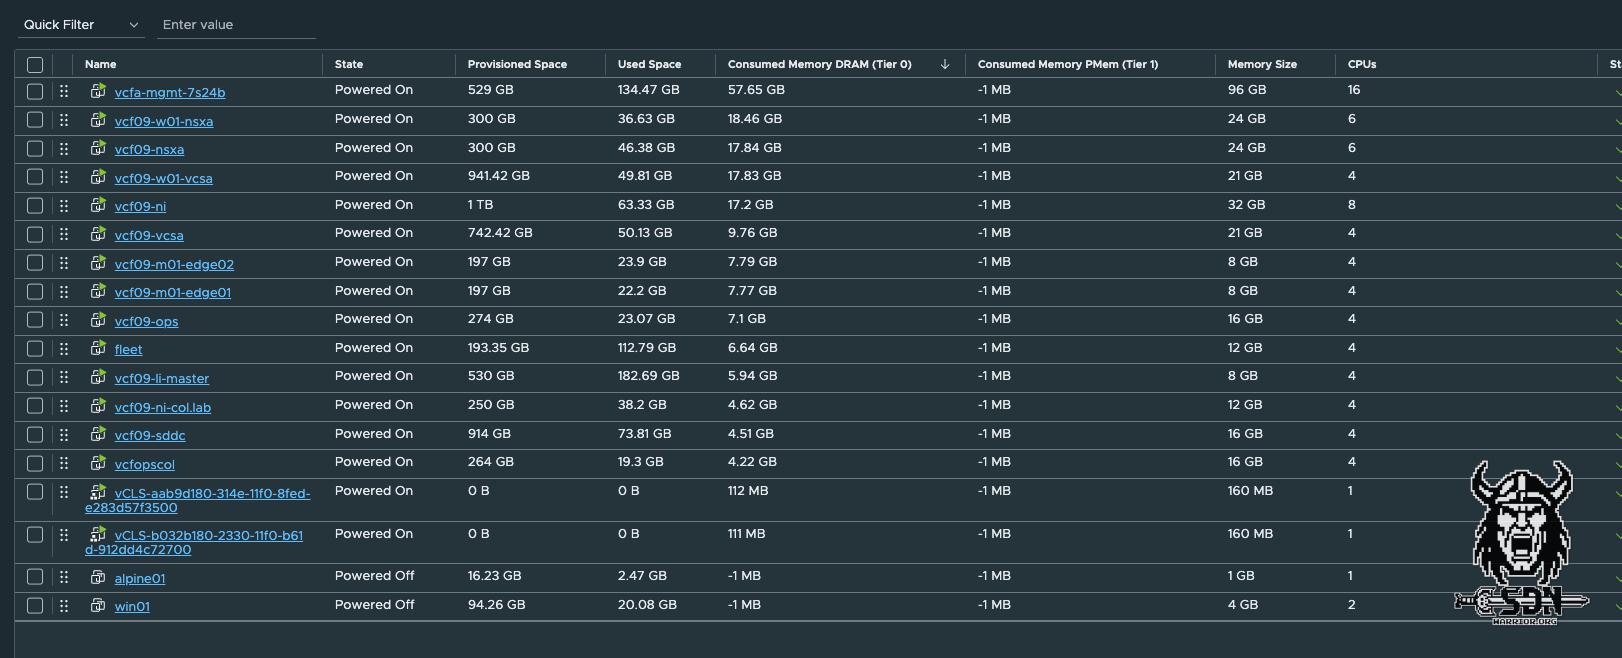 Quick Filter Enter value
Name State Provisioned Space Used Space Consumed Memory DRAM (Tier 0) Consumed Memory PMem (Tier 1) Memory Size CPUs St
vcfa-mgmt-7s24b Powered On 529 GB 134.47 GB 57.65 GB -1 MB 96 GB 16
vcf09-w01-nsxa Powered On 300 GB 36.63 GB 18.46 GB -1 MB 24 GB 6
vcf09-nsxa Powered On 300 GB 46.38 GB 17.84 GB -1 MB 24 GB 6
vcf09-w01-vcsa Powered On 941.42 GB 49.81 GB 17.83 GB -1 MB 21 GB 4
vcf09-ni Powered On 1 TB 63.33 GB 17.2 GB -1 MB 32 GB 8
vcf09-vcsa Powered On 742.42 GB 50.13 GB 9.76 GB -1 MB 21 GB 4
vcf09-m01-edge02 Powered On 197 GB 23.9 GB 7.79 GB -1 MB 8 GB 4
vcf09-m01-edge01 Powered On 197 GB 22.2 GB 7.77 GB -1 MB 8 GB 4
vcf09-ops Powered On 274 GB 23.07 GB 7.1 GB -1 MB 16 GB 4
fleet Powered On 193.35 GB 112.79 GB 6.64 GB -1 MB 12 GB 4
vcf09-li-master Powered On 530 GB 182.69 GB 5.94 GB -1 MB 8 GB 4
vcf09-ni-col.lab Powered On 250 GB 38.2 GB 4.62 GB -1 MB 12 GB 4
vcf09-sddc Powered On 914 GB 73.81 GB 4.51 GB -1 MB 16 GB 4
vcfopscol Powered On 264 GB 19.3 GB 4.22 GB -1 MB 16 GB 4
vCLS-aab9d180-314e-11f0-8fed- Powered On 0 B 0 B 112 MB -1 MB 160 MB 1
e283d57f3500
vCLS-b032b180-2330-11f0-b61 Powered On 0 B 0 B 111 MB -1 MB 160 MB 1
d-912dd4c72700
alpine01 Powered Off 16.23 GB 2.47 GB -1 MB -1 MB 1 GB 1
win01 Powered Off 94.26 GB 20.08 GB -1 MB -1 MB 4 GB 2
SDN
WARRIOR.ORG